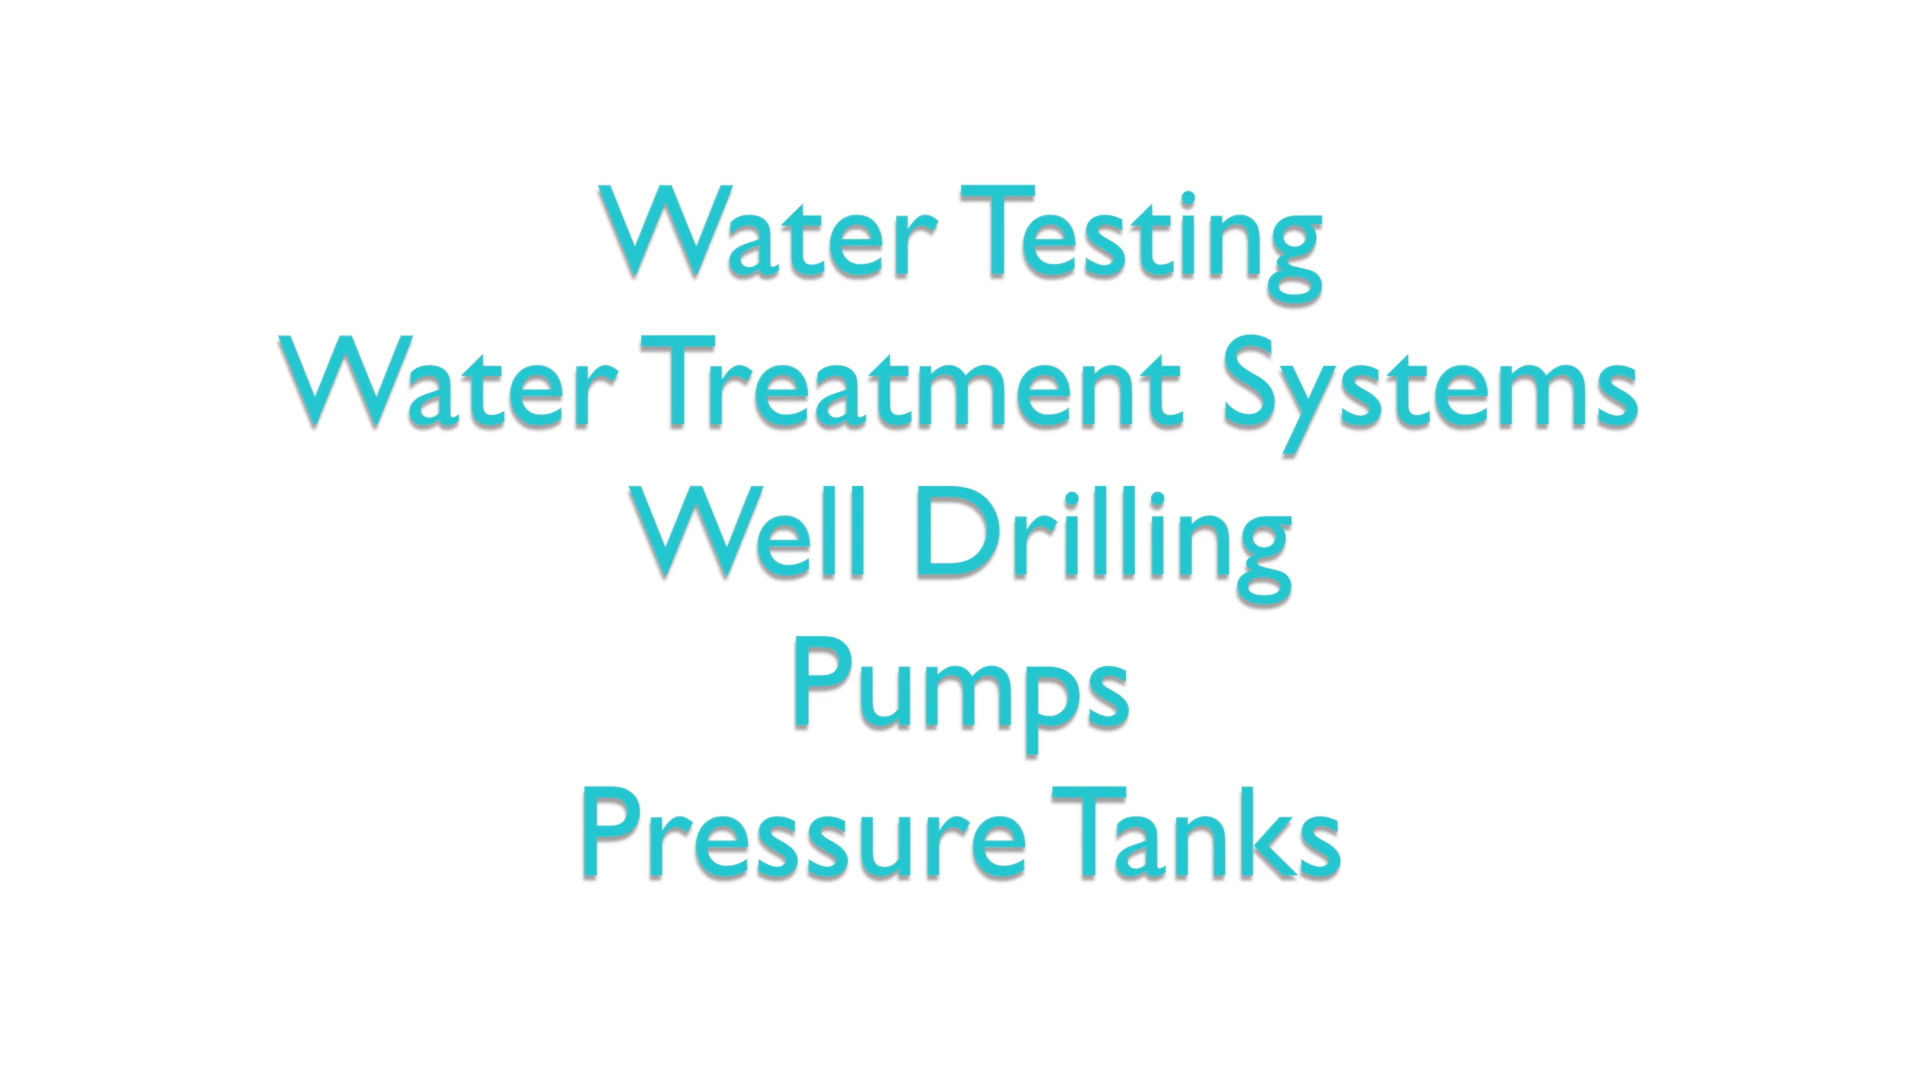 Water Testing
Water Treatment Systems
Well Drilling
Pumps
Pressure Tanks